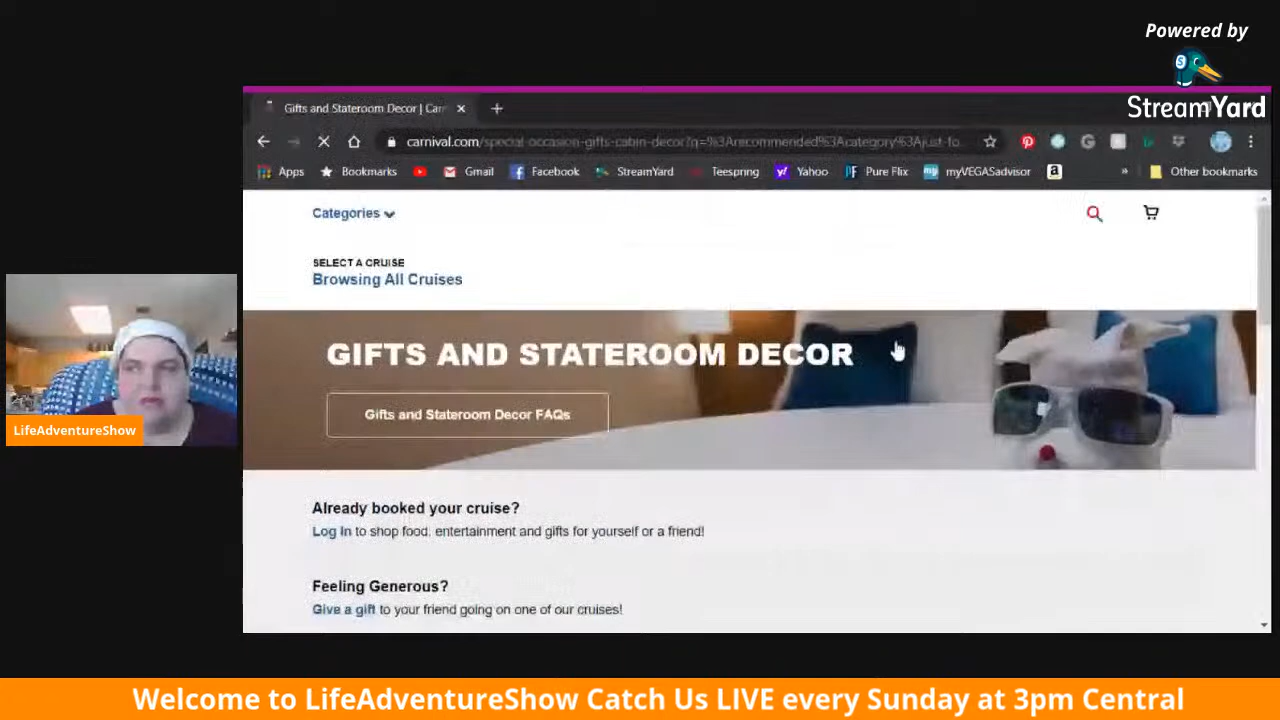 Powered by
StreamYard
Gifts and Stateroom Decor | Car
carnival.com/special-occasion-gifts-cabin-decor?q=%3Arecommended%3Acategory%3Ajust-fo...
Apps Bookmarks Gmail Facebook StreamYard Teespring Yahoo Pure Flix myVEGASadvisor » Other bookmarks
Categories
SELECT A CRUISE
Browsing All Cruises
GIFTS AND STATEROOM DECOR
Gifts and Stateroom Decor FAQs
Already booked your cruise?
Log In to shop food, entertainment and gifts for yourself or a friend!
Feeling Generous?
Give a gift to your friend going on one of our cruises!
LifeAdventureShow
Welcome to LifeAdventureShow Catch Us LIVE every Sunday at 3pm Central